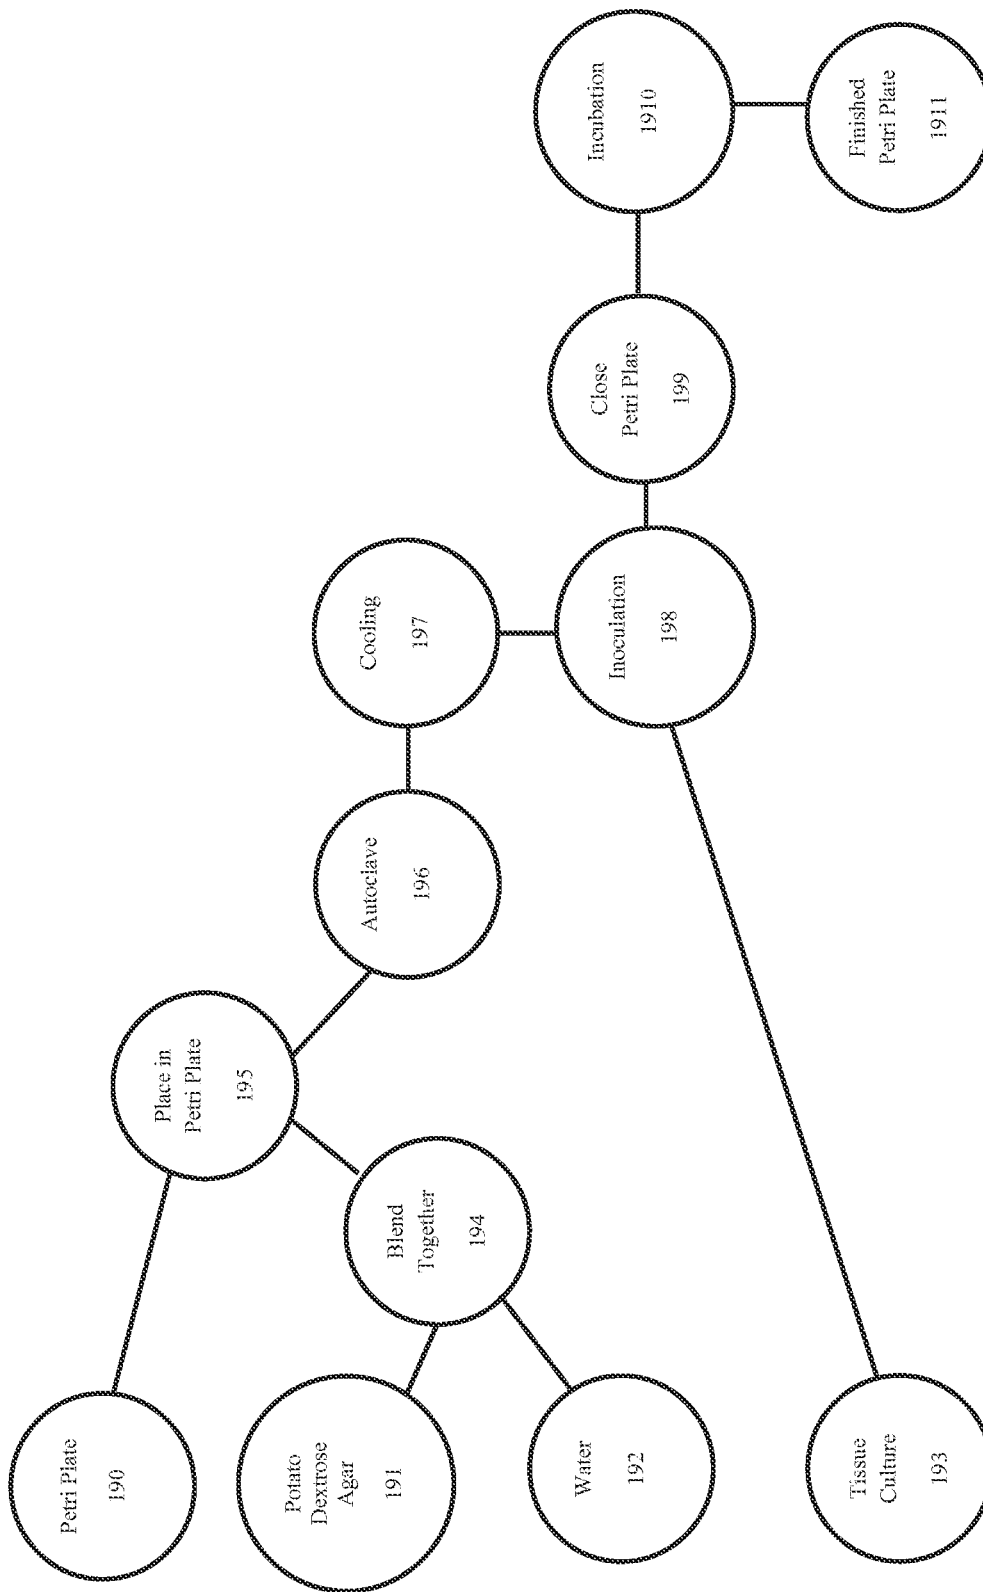 Petri Plate
190
Potato
Dextrose
Agar
191
Water
192
Tissue
Culture
193
Blend
Together
194
Place in
Petri Plate
195
Autoclave
196
Cooling
197
Inoculation
198
Close
Petri Plate
199
Incubation
1910
Finished
Petri Plate
1911